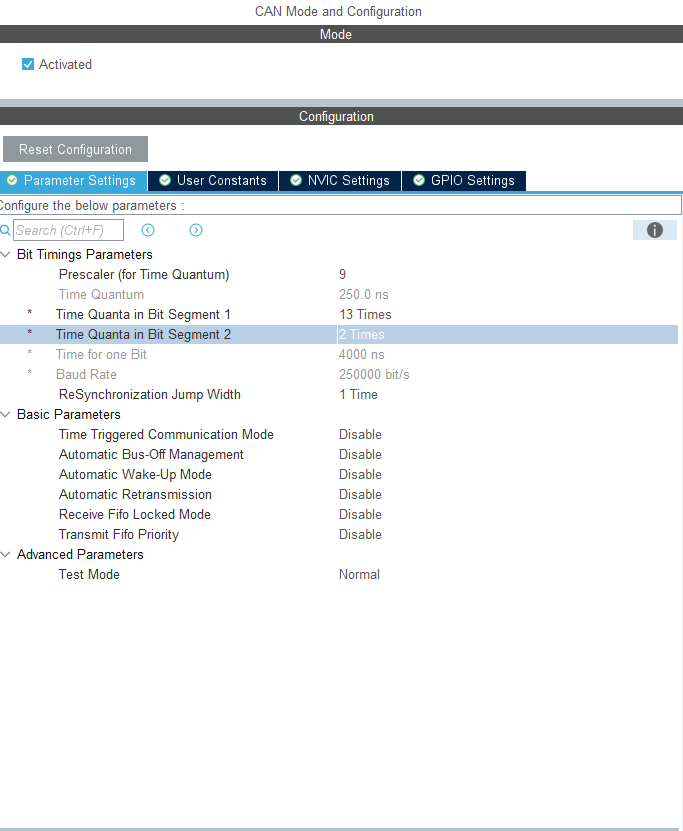 CAN Mode and Configuration
Mode
Activated
Configuration
Reset Configuration
Parameter Settings User Constants NVIC Settings GPIO Settings
Configure the below parameters :
Search (Ctrl+F)
Bit Timings Parameters
Prescaler (for Time Quantum) 9
Time Quantum 250.0 ns
* Time Quanta in Bit Segment 1 13 Times
* Time Quanta in Bit Segment 2 2 Times
* Time for one Bit 4000 ns
* Baud Rate 250000 bit/s
ReSynchronization Jump Width 1 Time
Basic Parameters
Time Triggered Communication Mode Disable
Automatic Bus-Off Management Disable
Automatic Wake-Up Mode Disable
Automatic Retransmission Disable
Receive Fifo Locked Mode Disable
Transmit Fifo Priority Disable
Advanced Parameters
Test Mode Normal